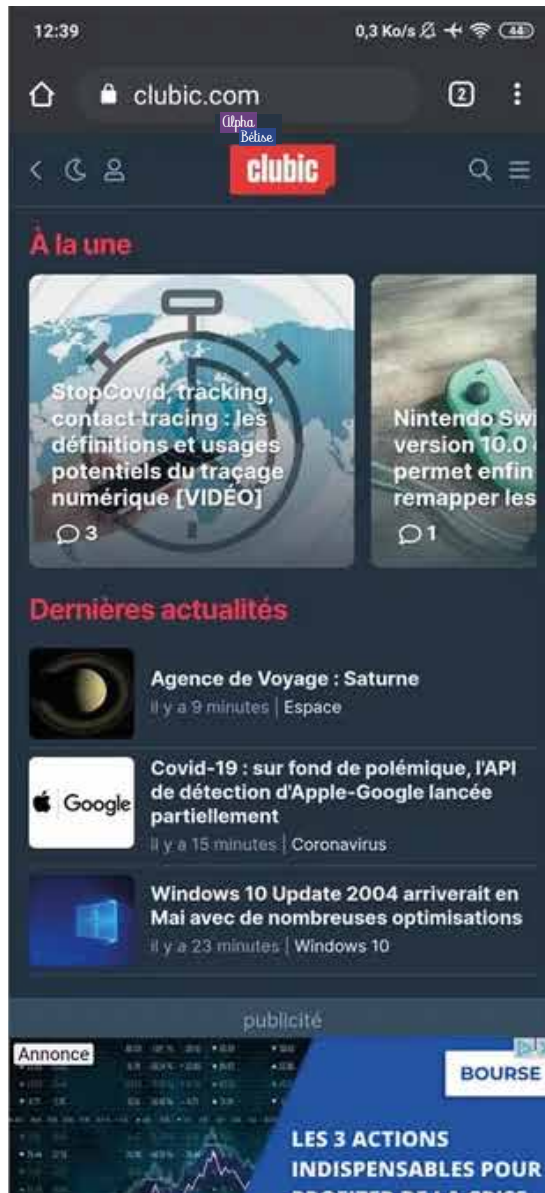 12:39
0,3 Ko/s
44
clubic.com
2
Alpha
Bêlise
clubic
À la une
StopCovid, tracking,
contact tracing : les
définitions et usages
potentiels du traçage
numérique [VIDÉO]
3
Nintendo Swi
version 10.0
permet enfin
remapper les
1
Dernières actualités
Agence de Voyage : Saturne
il y a 9 minutes | Espace
Google
Covid-19 : sur fond de polémique, l'API
de détection d'Apple-Google lancée
partiellement
il y a 15 minutes | Coronavirus
Windows 10 Update 2004 arriverait en
Mai avec de nombreuses optimisations
il y a 23 minutes | Windows 10
publicité
Annonce
BOURSE
LES 3 ACTIONS
INDISPENSABLES POUR